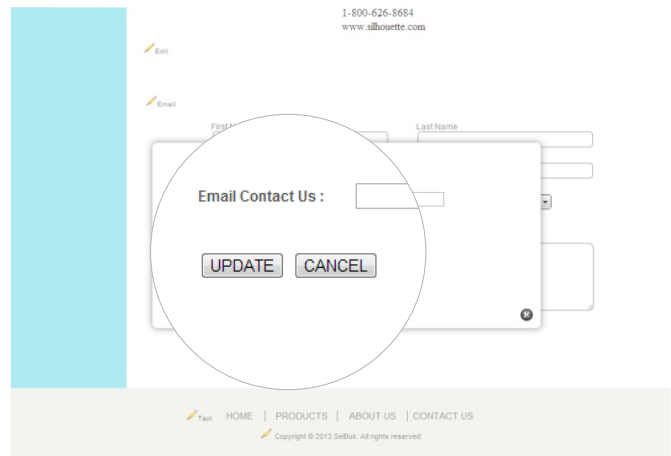 1-800-626-8684
www.silhouette.com
Edit
Email
First
Last Name
Email Contact Us :
UPDATE CANCEL
Text HOME | PRODUCTS | ABOUT US | CONTACT US
Copyright © 2013 SelBuk. All rights reserved.